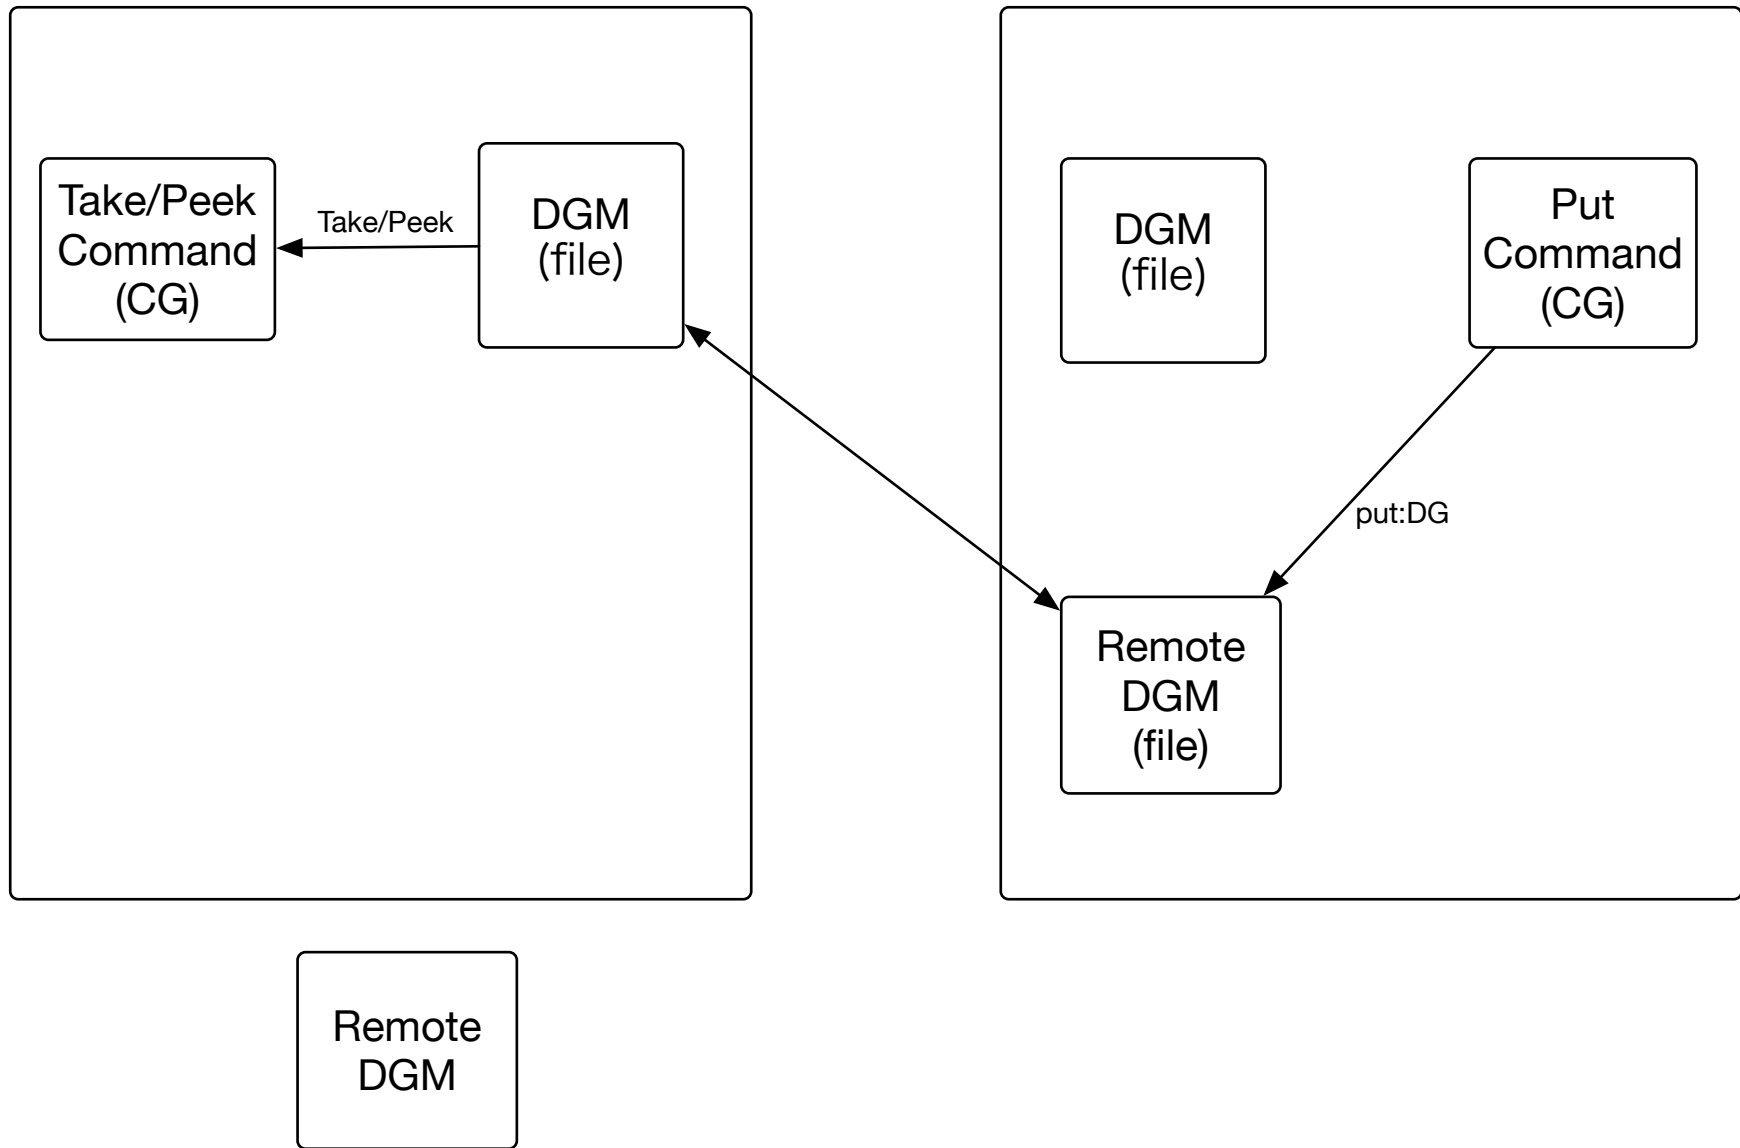 Take/Peek
Command
(CG)
Take/Peek
DGM
(file)
DGM
(file)
Put
Command
(CG)
put:DG
Remote
DGM
(file)
Remote
DGM